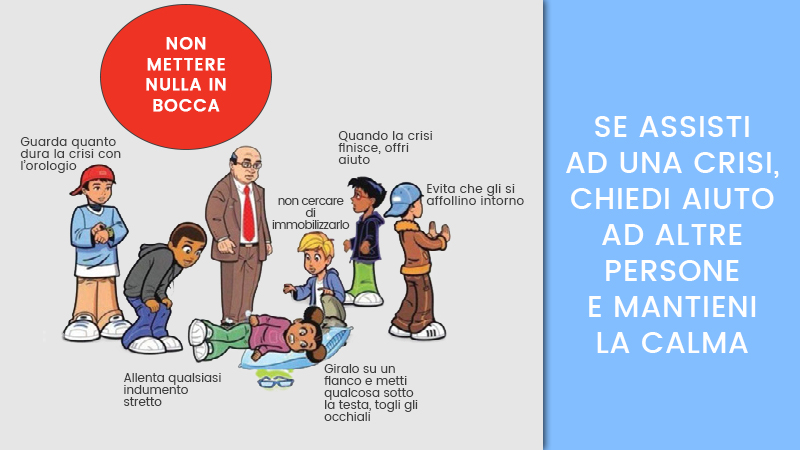 NON
METTERE
NULLA IN
BOCCA
Guarda quanto
dura la crisi con
l'orologio
Quando la crisi
finisce, offri
aiuto
non cercare
di
immobilizzarlo
Evita che gli si
affollino intorno
Allenta qualsiasi
indumento
stretto
Giralo su un
fianco e metti
qualcosa sotto
la testa, togli gli
occhiali
SE ASSISTI
AD UNA CRISI,
CHIEDI AIUTO
AD ALTRE
PERSONE
E MANTIENI
LA CALMA